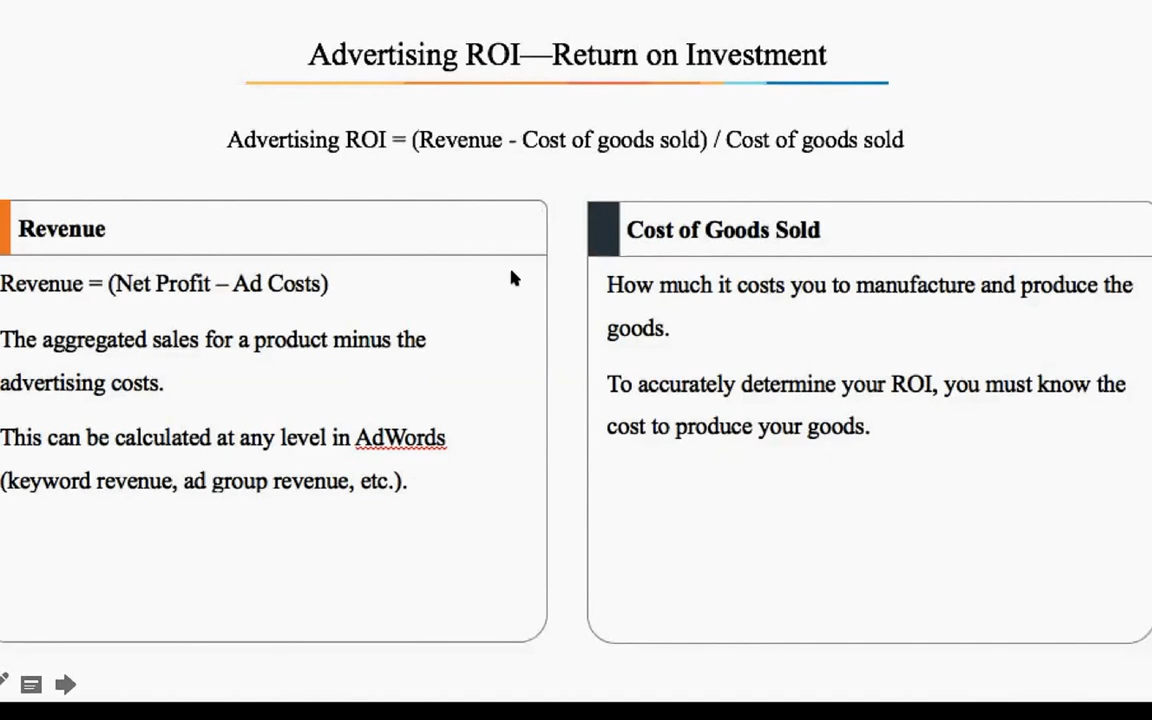 Advertising ROI—Return on Investment
Advertising ROI = (Revenue - Cost of goods sold) / Cost of goods sold
Revenue
Revenue = (Net Profit – Ad Costs)
The aggregated sales for a product minus the
advertising costs.
This can be calculated at any level in AdWords
(keyword revenue, ad group revenue, etc.).
Cost of Goods Sold
How much it costs you to manufacture and produce the
goods.
To accurately determine your ROI, you must know the
cost to produce your goods.